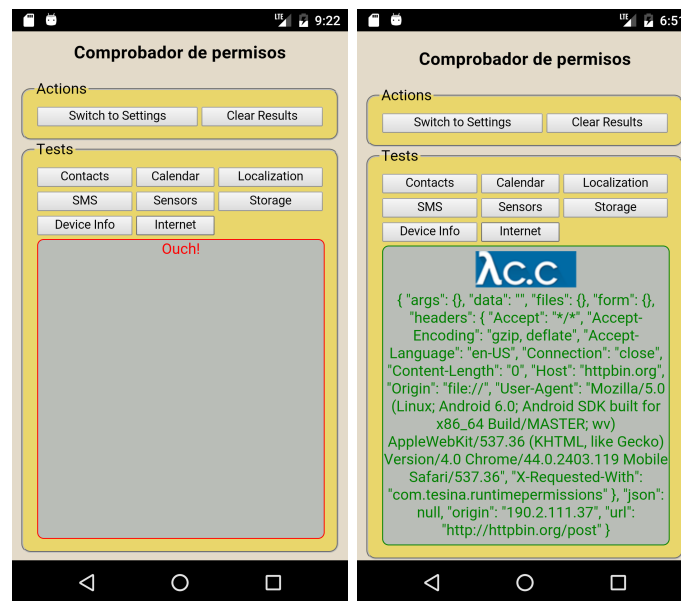 LTE 9:22
Comprobador de permisos
Actions
Switch to Settings Clear Results
Tests
Contacts Calendar Localization
SMS Sensors Storage
Device Info Internet
Ouch!
LTE 6:51
Comprobador de permisos
Actions
Switch to Settings Clear Results
Tests
Contacts Calendar Localization
SMS Sensors Storage
Device Info Internet
λc.c
{ "args": {}, "data": "", "files": {}, "form": {},
"headers": { "Accept": "*/*", "Accept-
Encoding": "gzip, deflate", "Accept-
Language": "en-US", "Connection": "close",
"Content-Length": "0", "Host": "httpbin.org",
"Origin": "file://", "User-Agent": "Mozilla/5.0
(Linux; Android 6.0; Android SDK built for
x86_64 Build/MASTER; wv)
AppleWebKit/537.36 (KHTML, like Gecko)
Version/4.0 Chrome/44.0.2403.119 Mobile
Safari/537.36", "X-Requested-With":
"com.tesina.runtimepermissions" }, "json":
null, "origin": "190.2.111.37", "url":
"http://httpbin.org/post" }